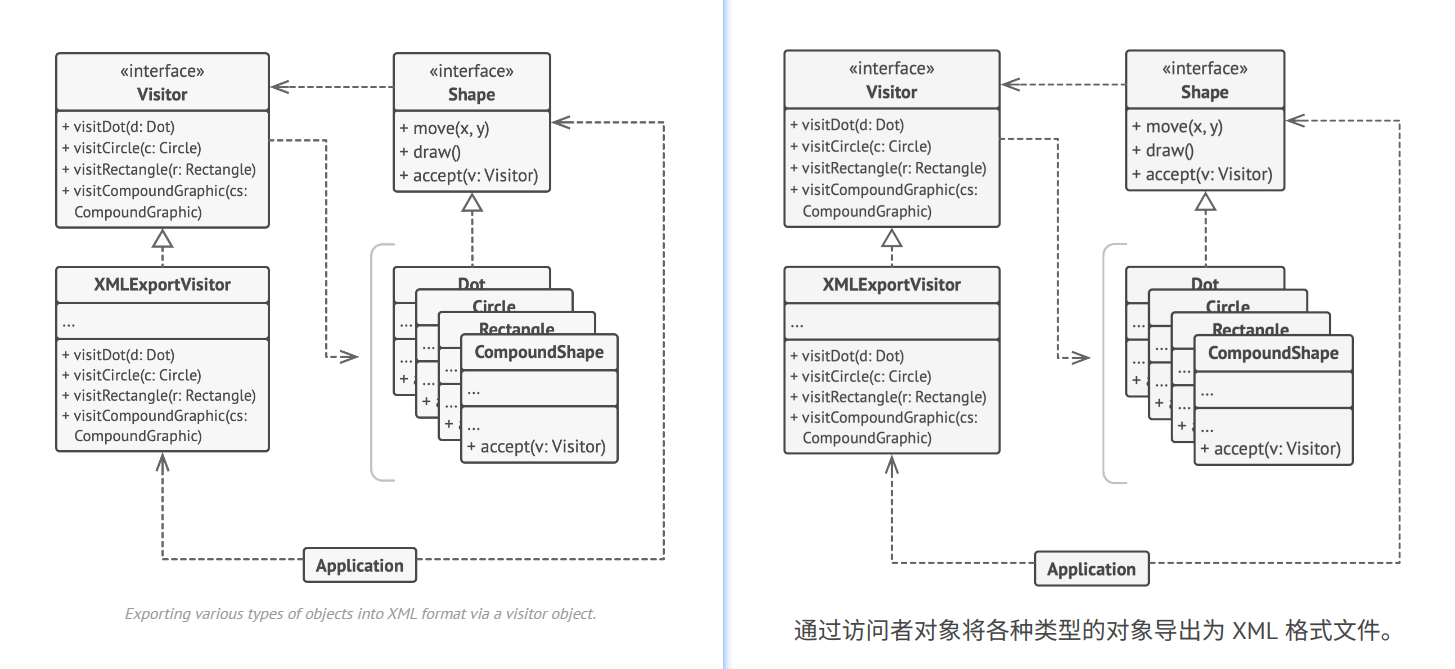 «interface»
Visitor
+ visitDot(d: Dot)
+ visitCircle(c: Circle)
+ visitRectangle(r: Rectangle)
+ visitCompoundGraphic(cs:
CompoundGraphic)
«interface»
Shape
+ move(x, y)
+ draw()
+ accept(v: Visitor)
XMLExportVisitor
...
+ visitDot(d: Dot)
+ visitCircle(c: Circle)
+ visitRectangle(r: Rectangle)
+ visitCompoundGraphic(cs:
CompoundGraphic)
Dot
...
...
+
Circle
...
...
+
Rectangle
...
...
+
CompoundShape
...
...
+ accept(v: Visitor)
Application
Exporting various types of objects into XML format via a visitor object.
«interface»
Visitor
+ visitDot(d: Dot)
+ visitCircle(c: Circle)
+ visitRectangle(r: Rectangle)
+ visitCompoundGraphic(cs:
CompoundGraphic)
«interface»
Shape
+ move(x, y)
+ draw()
+ accept(v: Visitor)
XMLExportVisitor
...
+ visitDot(d: Dot)
+ visitCircle(c: Circle)
+ visitRectangle(r: Rectangle)
+ visitCompoundGraphic(cs:
CompoundGraphic)
Dot
...
...
+
Circle
...
...
+
Rectangle
...
...
+
CompoundShape
...
...
+ accept(v: Visitor)
Application
通过访问者对象将各种类型的对象导出为 XML 格式文件。